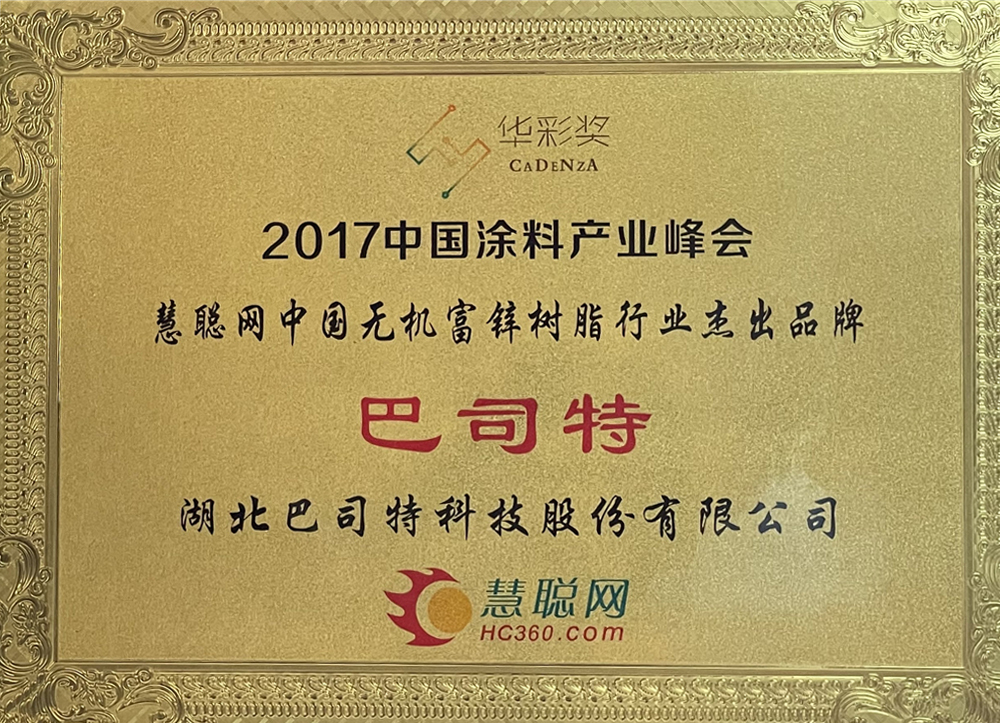 华彩奖
CADENZA
2017中国涂料产业峰会
慧聪网中国无机富锌树脂行业杰出品牌
巴司特
湖北巴司特科技股份有限公司
慧聪网
HC360.com